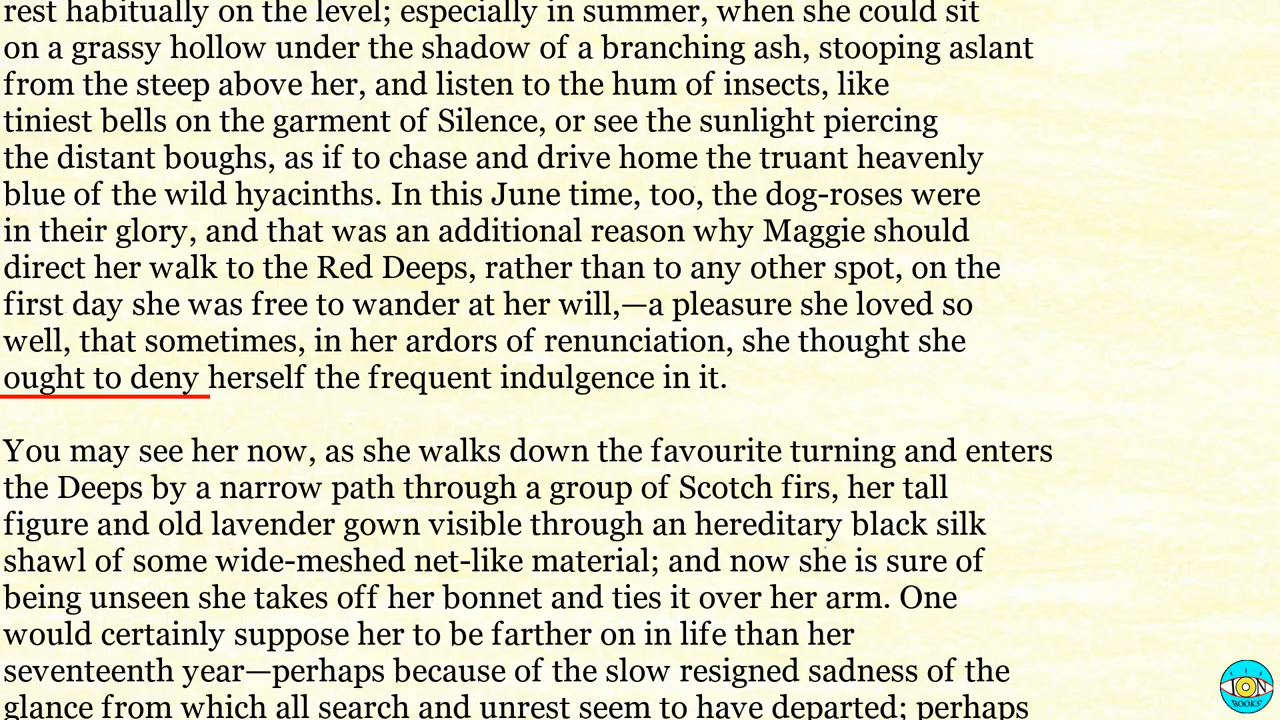 rest habitually on the level; especially in summer, when she could sit
on a grassy hollow under the shadow of a branching ash, stooping aslant
from the steep above her, and listen to the hum of insects, like
tiniest bells on the garment of Silence, or see the sunlight piercing
the distant boughs, as if to chase and drive home the truant heavenly
blue of the wild hyacinths. In this June time, too, the dog-roses were
in their glory, and that was an additional reason why Maggie should
direct her walk to the Red Deeps, rather than to any other spot, on the
first day she was free to wander at her will,—a pleasure she loved so
well, that sometimes, in her ardors of renunciation, she thought she
ought to deny herself the frequent indulgence in it.
You may see her now, as she walks down the favourite turning and enters
the Deeps by a narrow path through a group of Scotch firs, her tall
figure and old lavender gown visible through an hereditary black silk
shawl of some wide-meshed net-like material; and now she is sure of
being unseen she takes off her bonnet and ties it over her arm. One
would certainly suppose her to be farther on in life than her
seventeenth year—perhaps because of the slow resigned sadness of the
glance from which all search and unrest seem to have departed; perhaps
ION
BOOKS